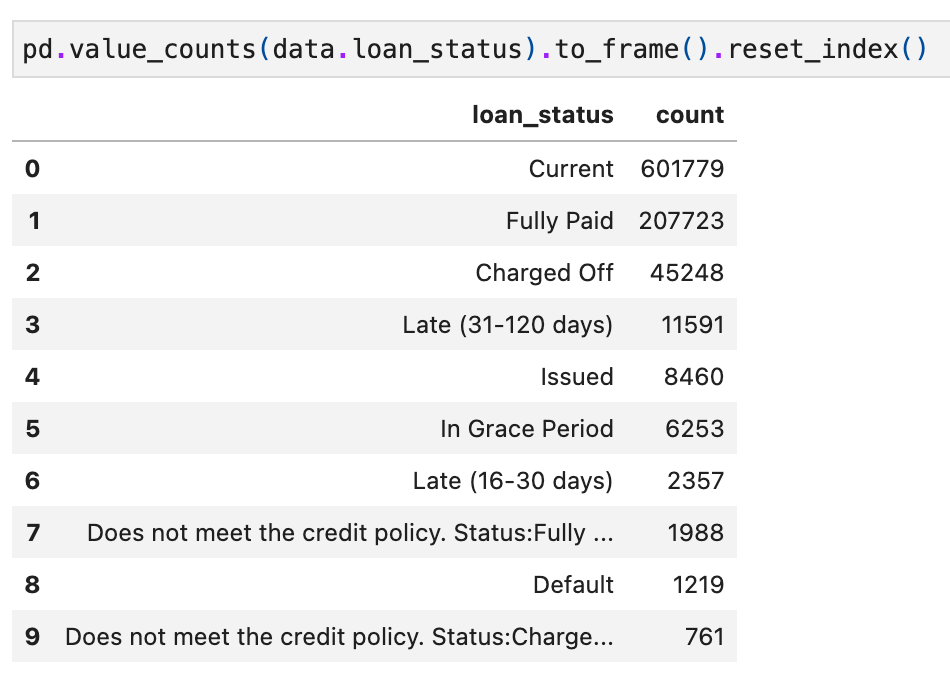 pd.value_counts(data.loan_status).to_frame().reset_index()
loan_status count
0 Current 601779
1 Fully Paid 207723
2 Charged Off 45248
3 Late (31-120 days) 11591
4 Issued 8460
5 In Grace Period 6253
6 Late (16-30 days) 2357
7 Does not meet the credit policy. Status:Fully ... 1988
8 Default 1219
9 Does not meet the credit policy. Status:Charge... 761